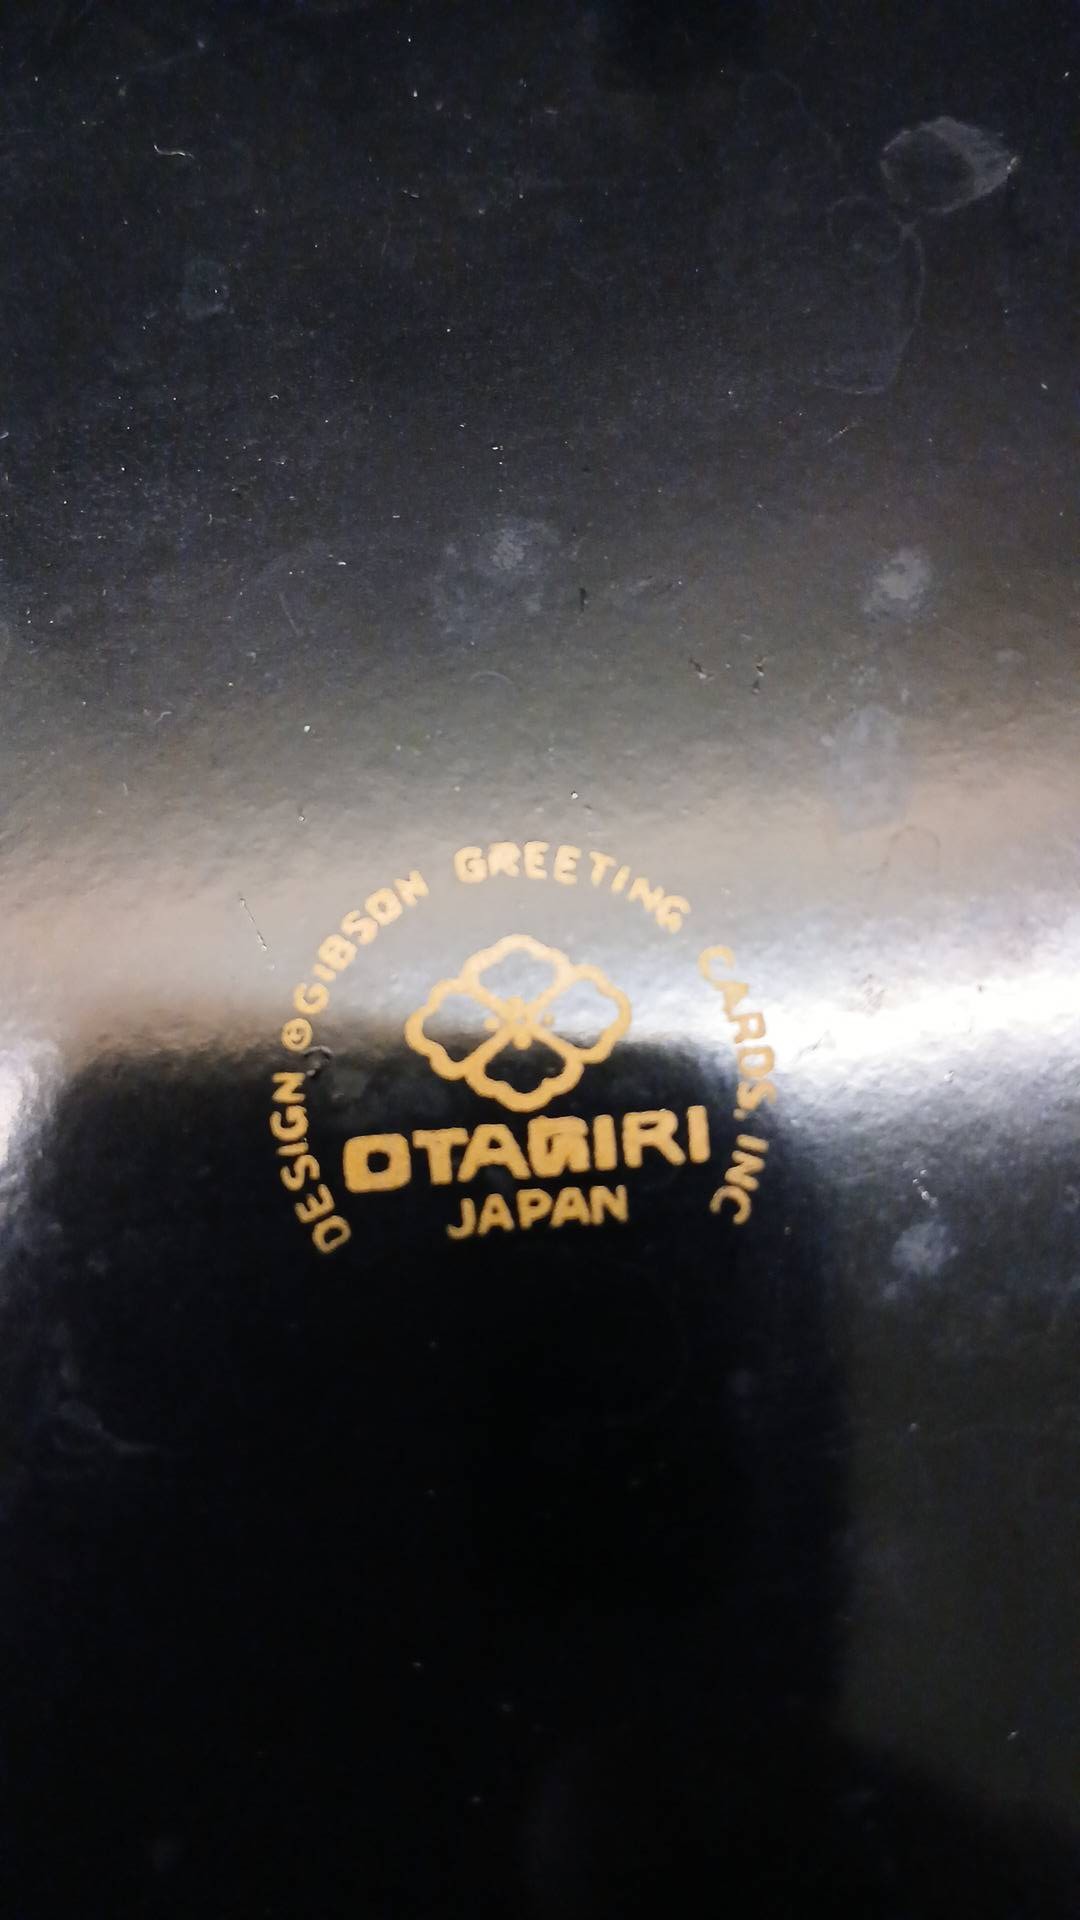 DESIGN © GIBSON GREETING CARDS, INC
OTAGIRI
JAPAN